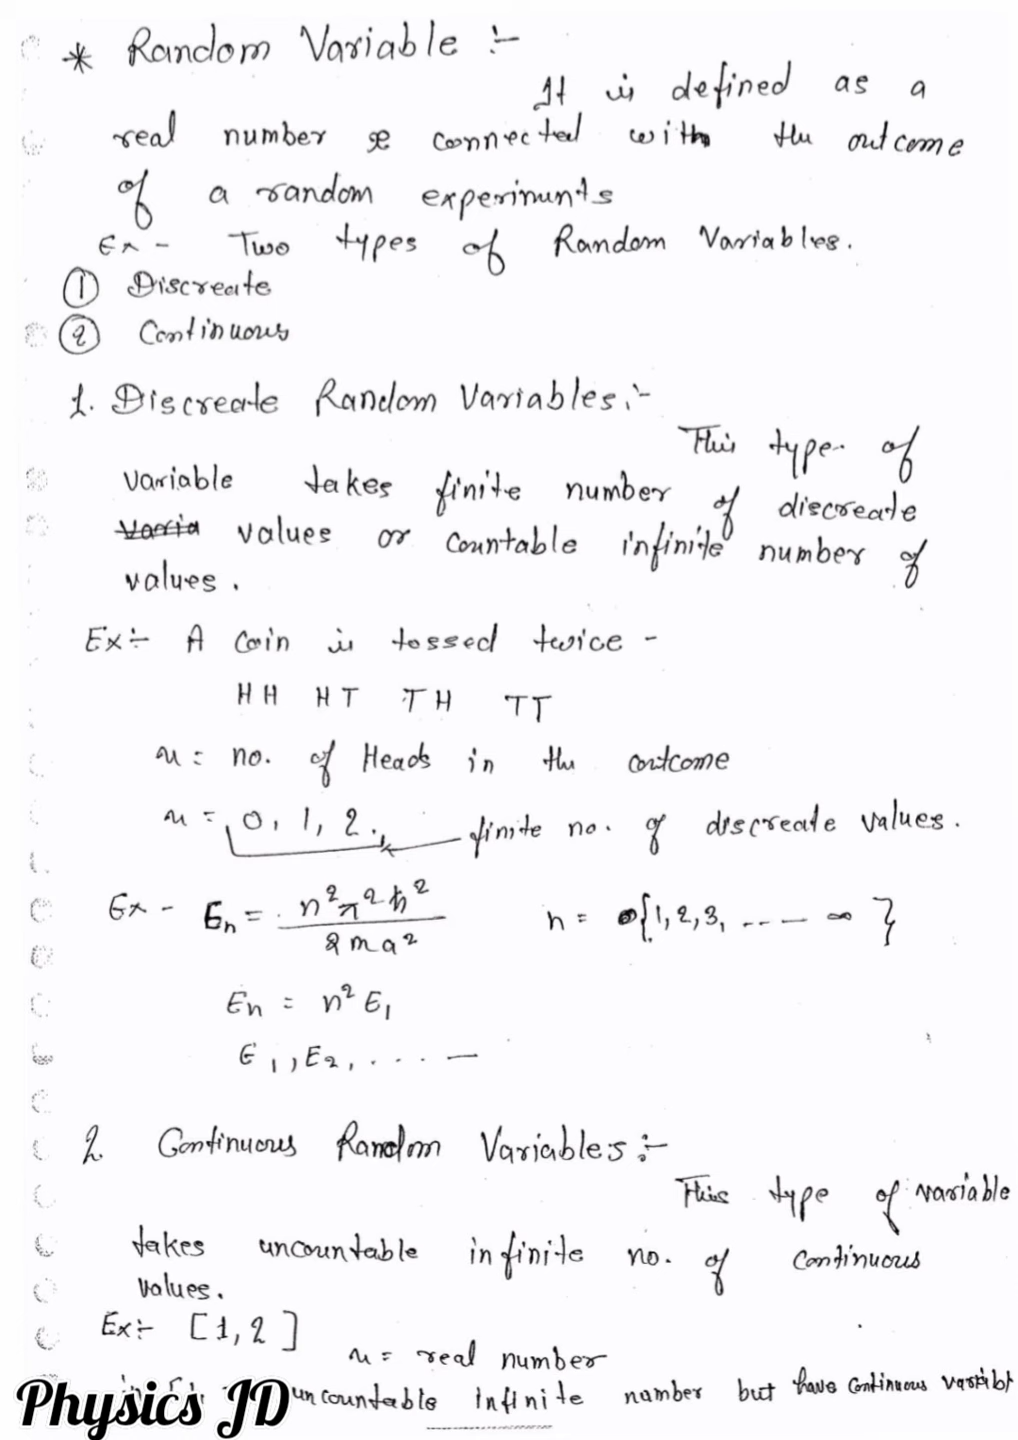 * Random Variable :-
It is defined as a
real number x connected with the outcome
of a random experimunts
Ex - Two types of Random Variables.
① Discreate
② Continuous
1. Discreate Random Variables :-
This type of
variable takes finite number of discreate
Varia values or countable infinite number of
values.
Ex :- A Coin is tossed twice -
HH HT TH TT
x = no. of Heads in the outcome
x = 0, 1, 2. finite no. of discreate values.
Ex - En = n²π²ħ² / 2ma² n = {1, 2, 3, ... - ∞ }
En = n² E₁
E₁, E₂, . . . . —
2. Continuous Random Variables :-
This type of variable
takes uncountable infinite no. of continuous
values.
Ex :- [1, 2]
x = real number
uncountable infinite number but have continuous variabl
Physics JD